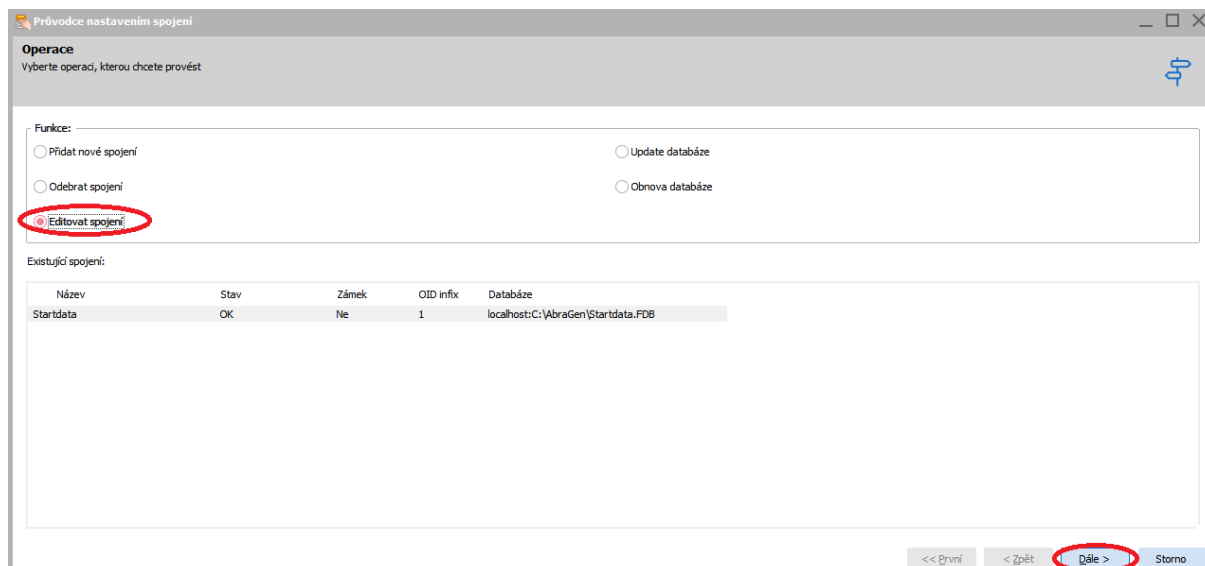 Průvodce nastavením spojení
Operace
Vyberte operaci, kterou chcete provést
Funkce:
Přidat nové spojení
Update databáze
Odebrat spojení
Obnova databáze
Editovat spojení
Existující spojení:
Název Stav Zámek OID infix Databáze
Startdata OK Ne 1 localhost:C:\AbraGen\Startdata.FDB
<< První < Zpět Dále > Storno